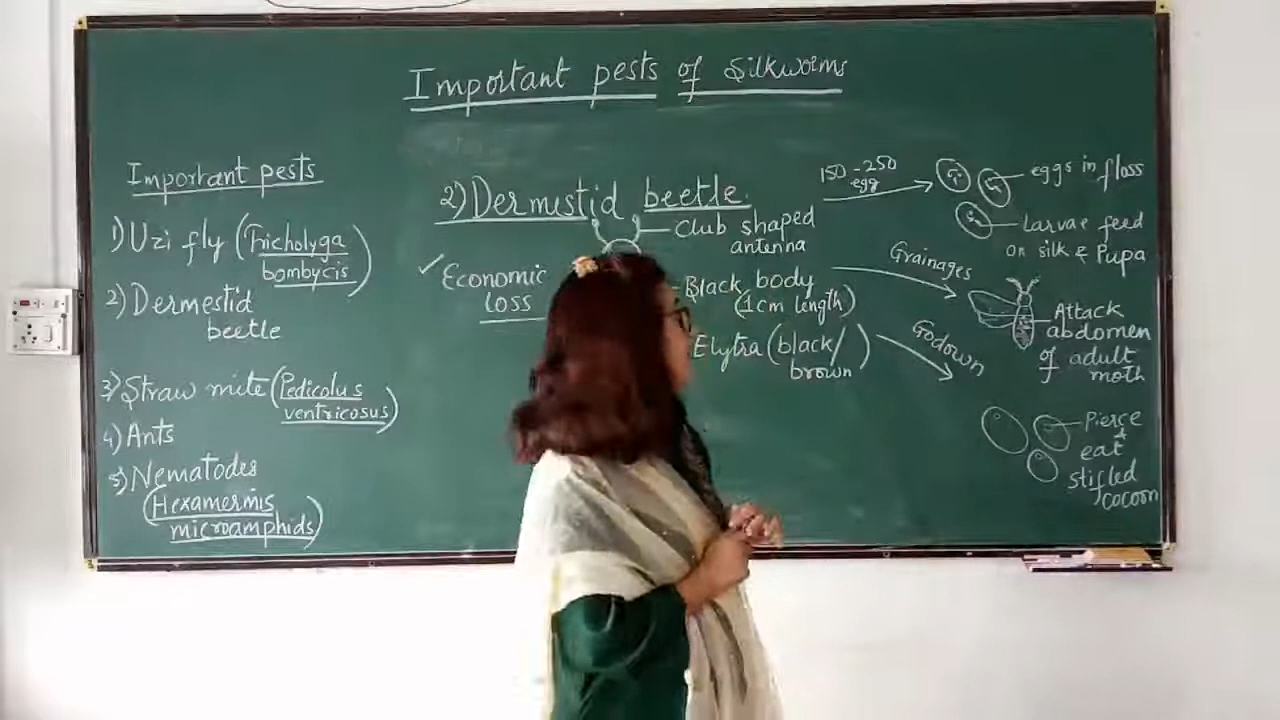 Important pests of Silkworms
Important pests
1) Uzi fly (Tricholyga
bombycis)
2) Dermestid
beetle
3) Straw mite (Pedicolus
ventricosus)
4) Ants
5) Nematodes
(Hexamermis
microamphids)
2) Dermestid beetle.
Club shaped
antenna
✓ Economic
loss
Black body
(1cm length)
Elytra (black/
brown)
150-250
egg
eggs in floss
Larvae feed
on silk & Pupa
Grainages
Attack
abdomen
of adult
moth
Godown
Pierce
&
eat
stifled
cocoon